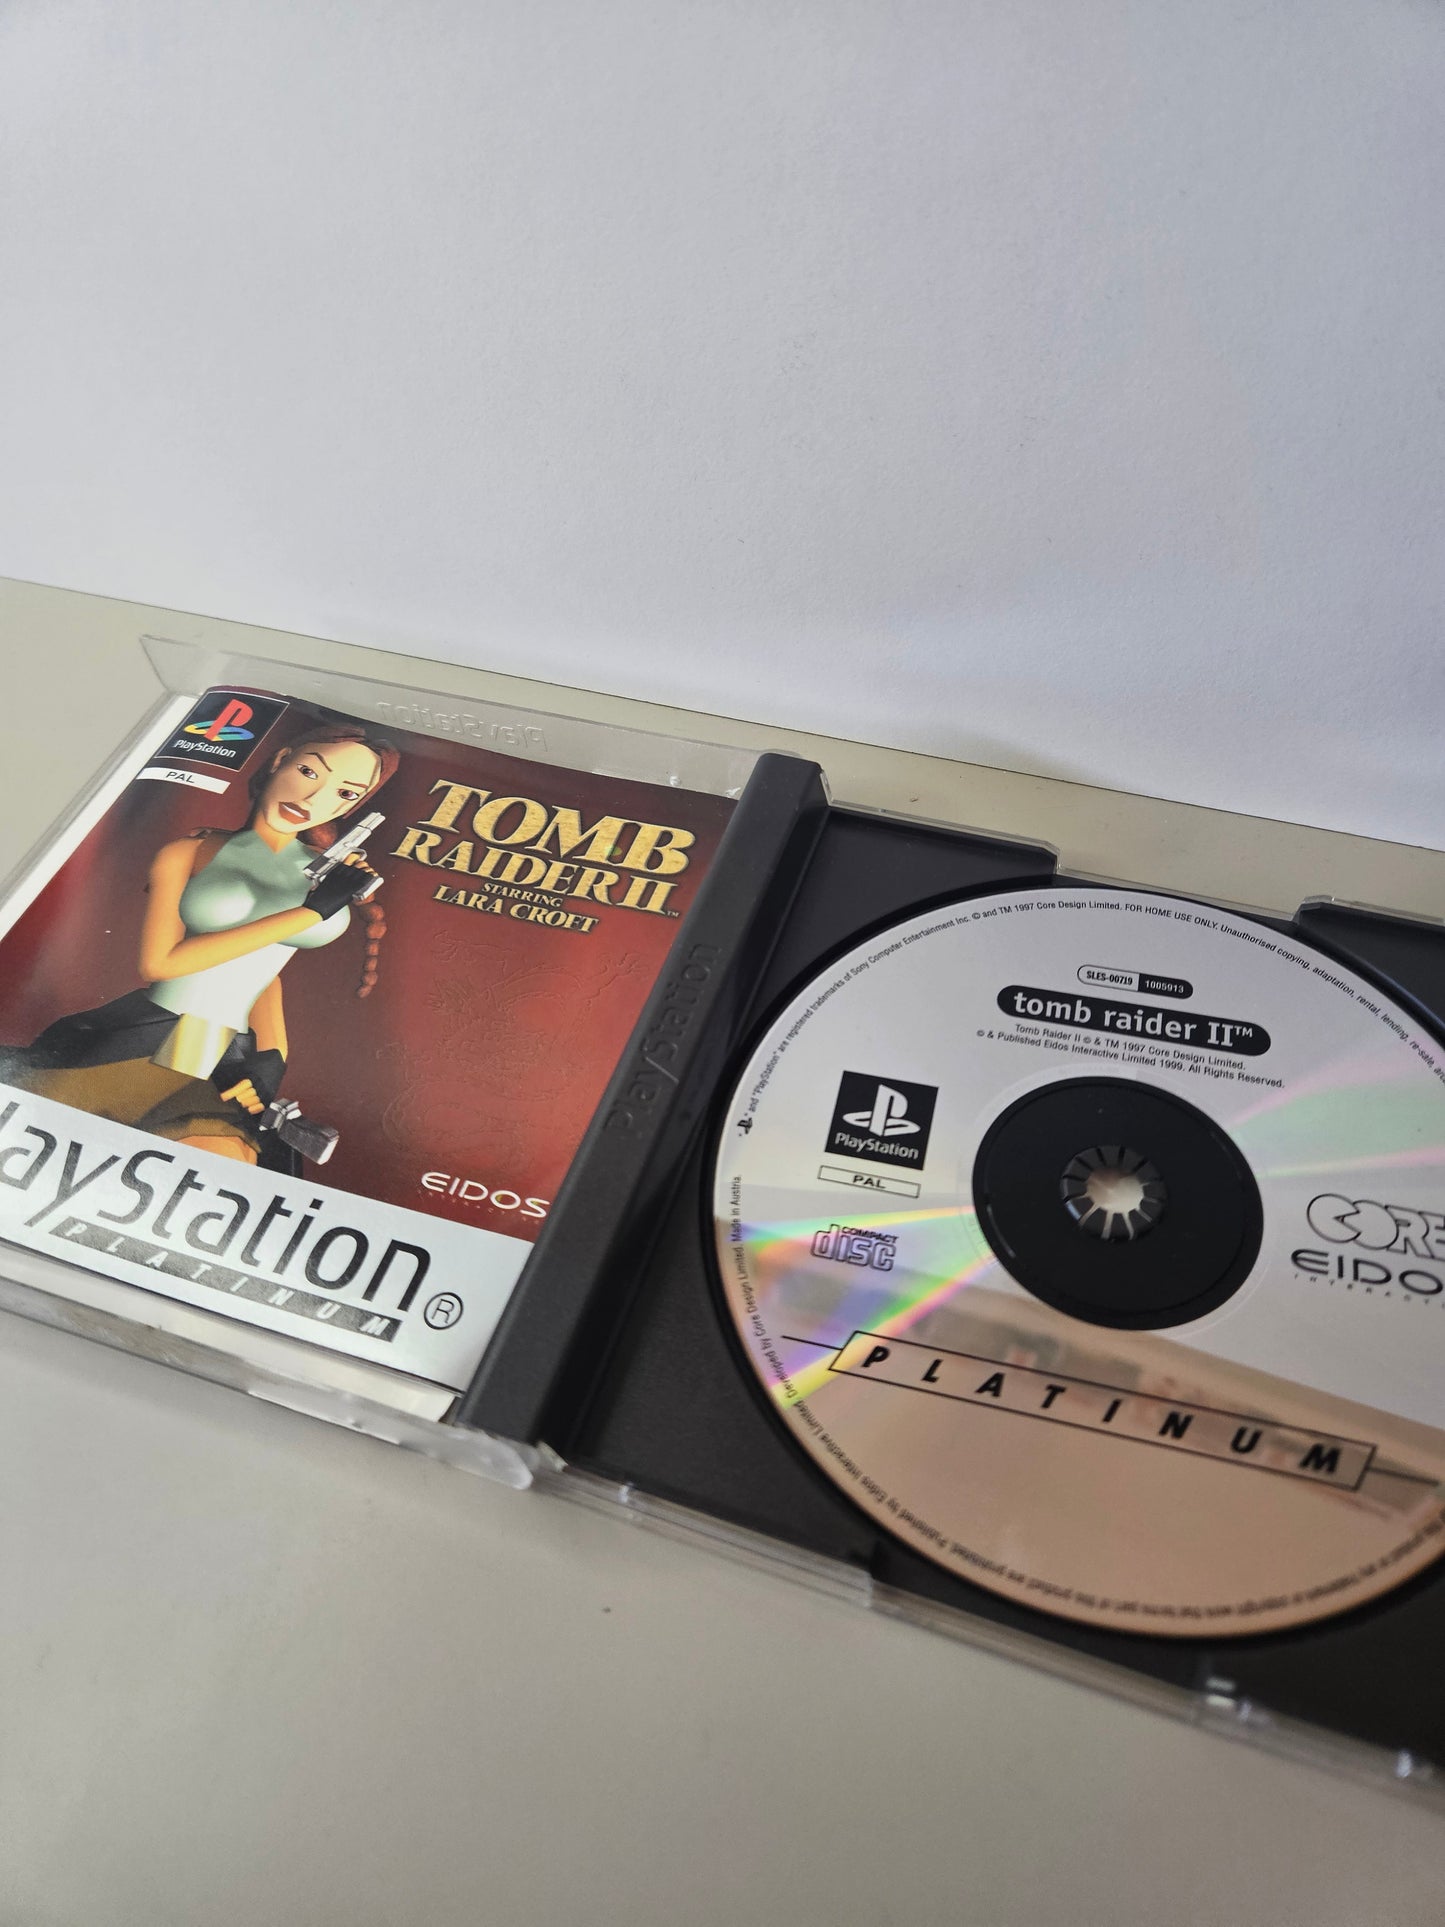 PlayStation
PlayStation
PAL
TOMB
RAIDER II™
STARRING
LARA CROFT
EIDOS
layStation®
PLATINUM
PlayStation
SLES-00719 1005913
tomb raider II™
Tomb Raider II © & TM 1997 Core Design Limited.
© & Published Eidos Interactive Limited 1999. All Rights Reserved.
PlayStation
PAL
COMPACT
disc
CORE
EIDO
PLATINUM
" and "PlayStation" are registered trademarks of Sony Computer Entertainment Inc. © and TM 1997 Core Design Limited. FOR HOME USE ONLY. Unauthorised copying, adaptation, rental, lending, re-sale,
Published by Eidos Interactive Limited. Developed by Core Design Limited. Made in Austria.